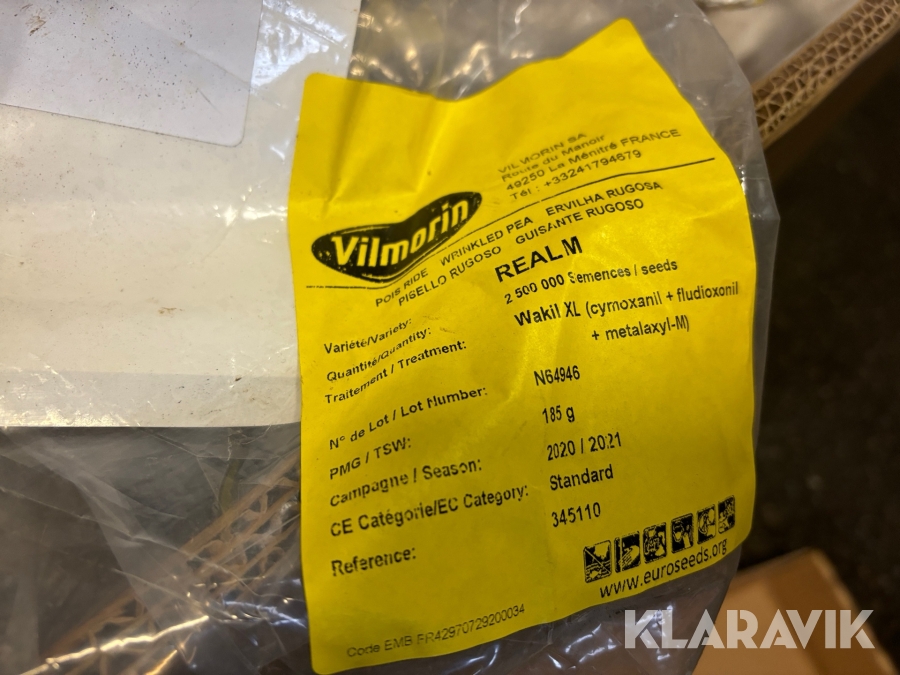 VILMORIN SA
Route du Manoir
49250 La Ménitré FRANCE
Tél : +33241794679
Vilmorin
POIS RIDE WRINKLED PEA ERVILHA RUGOSA
PISELLO RUGOSO GUISANTE RUGOSO
Variété/Variety: REALM
Quantité/Quantity: 2 500 000 Semences / seeds
Traitement / Treatment: Wakil XL (cymoxanil + fludioxonil
+ metalaxyl-M)
N° de Lot / Lot Number: N64946
PMG / TSW: 185 g
Campagne / Season: 2020 / 2021
CE Catégorie/EC Category: Standard
Reference: 345110
www.euroseeds.org
Code EMB FR42970729200034
KLARAVIK